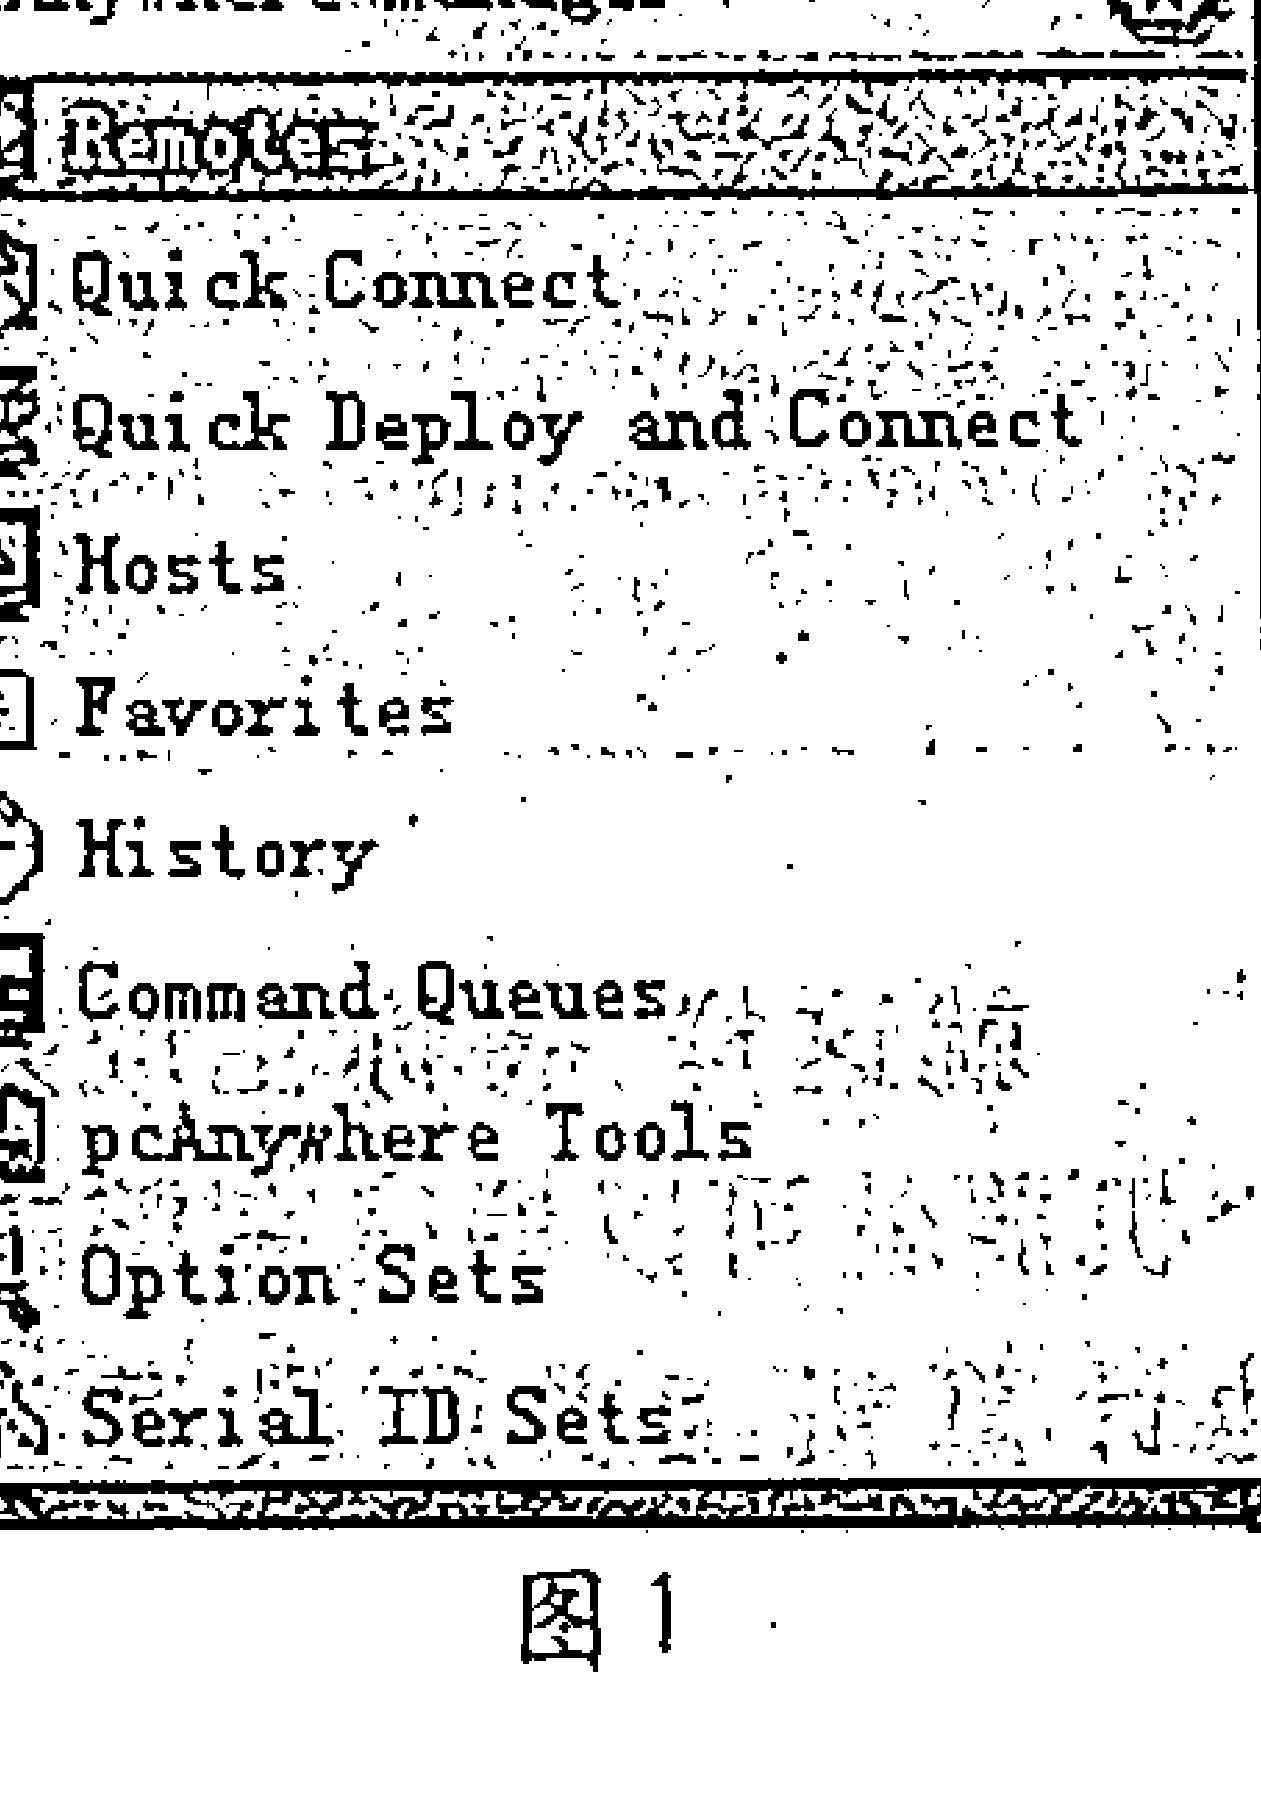 Remotes
Quick Connect
Quick Deploy and Connect
Hosts
Favorites
History
Command Queues
pcAnywhere Tools
Option Sets
Serial ID Sets
图 1